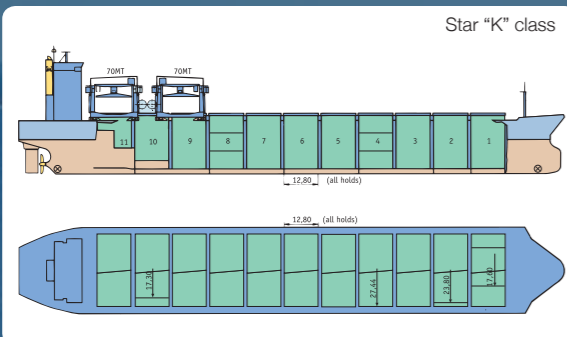 Star “K” class
70MT 70MT
11 10 9 8 7 6 5 4 3 2 1
12,80 (all holds)
12,80 (all holds)
17,30 27,44 23,80 17,60